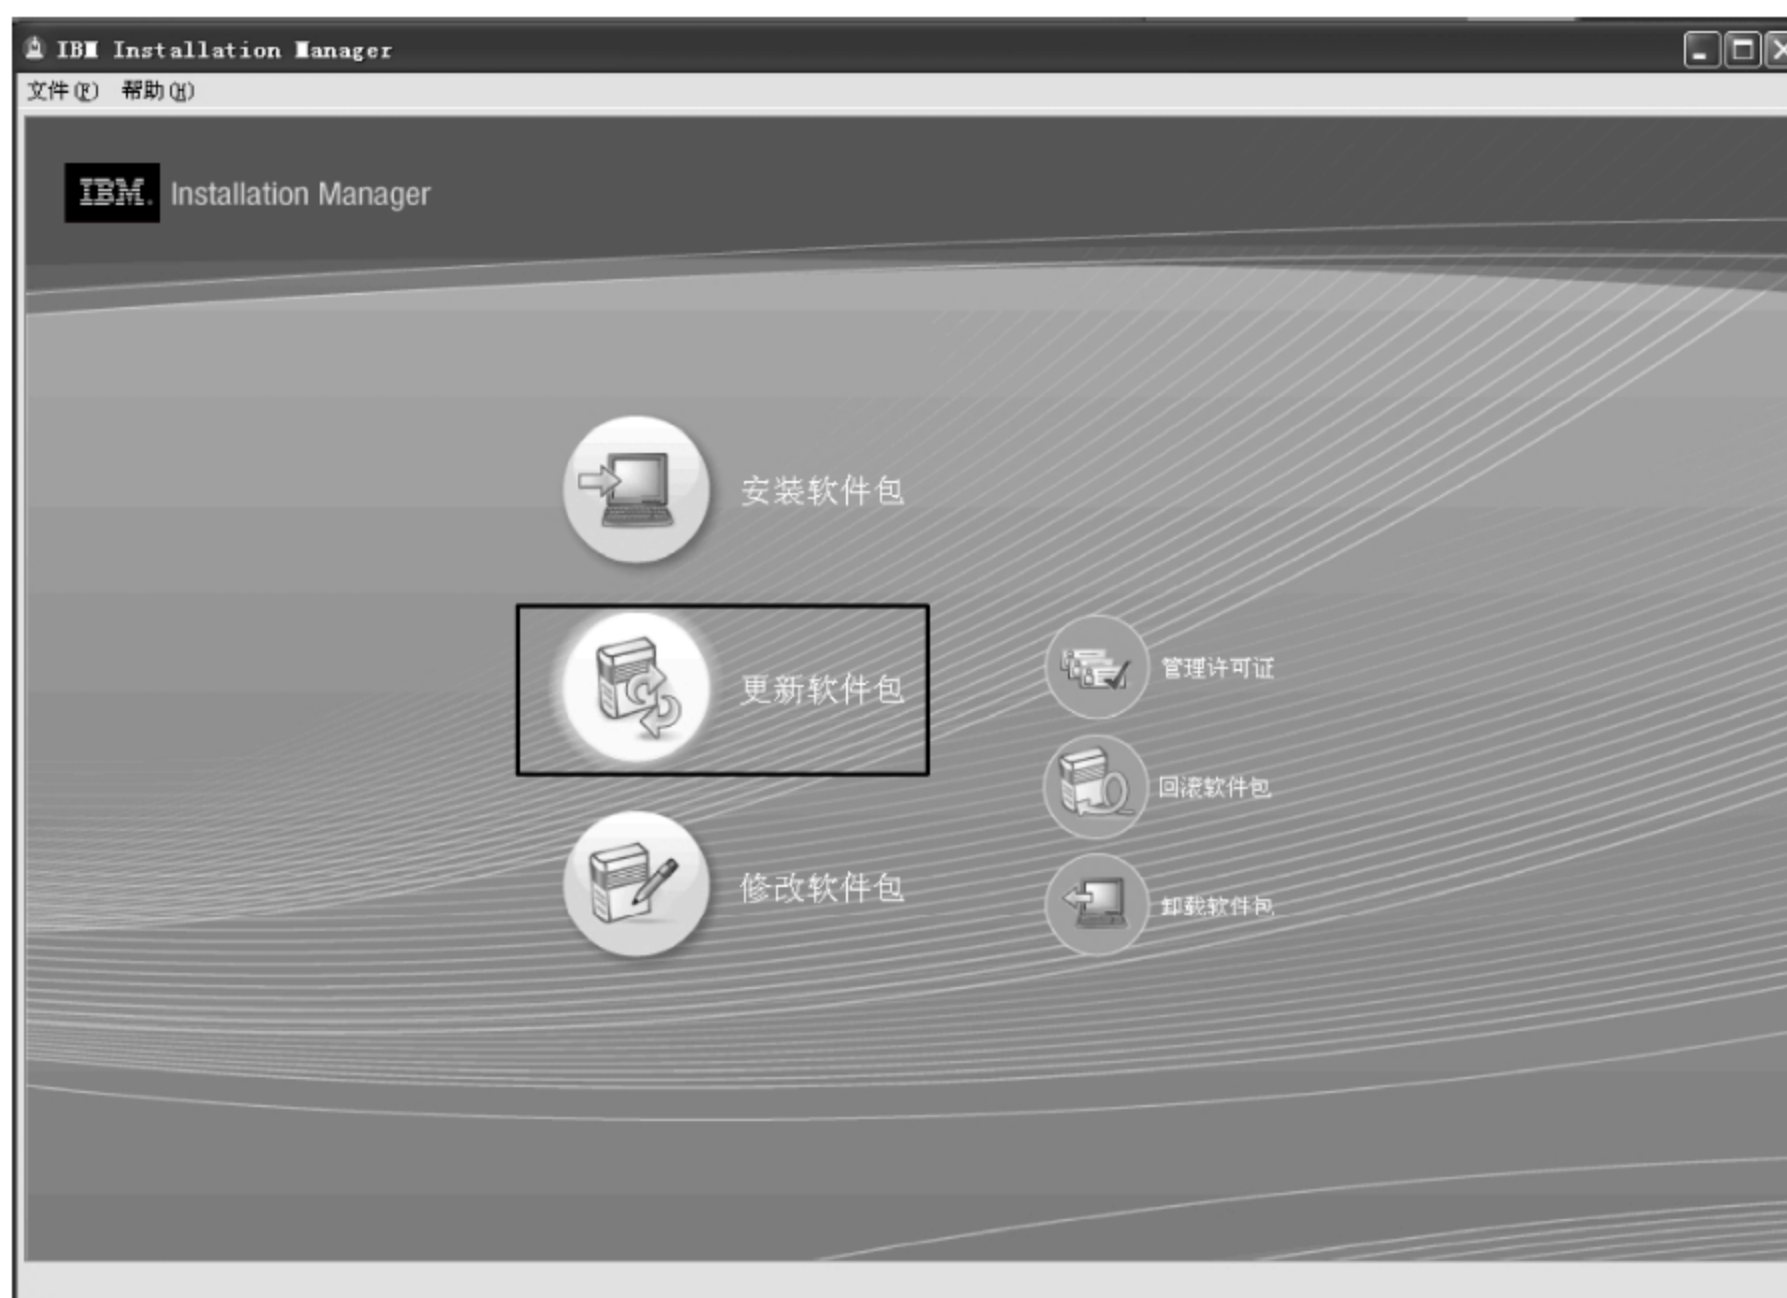 IBM Installation Manager
文件(F) 帮助(H)
IBM. Installation Manager
安装软件包
更新软件包
修改软件包
管理许可证
回滚软件包
卸载软件包